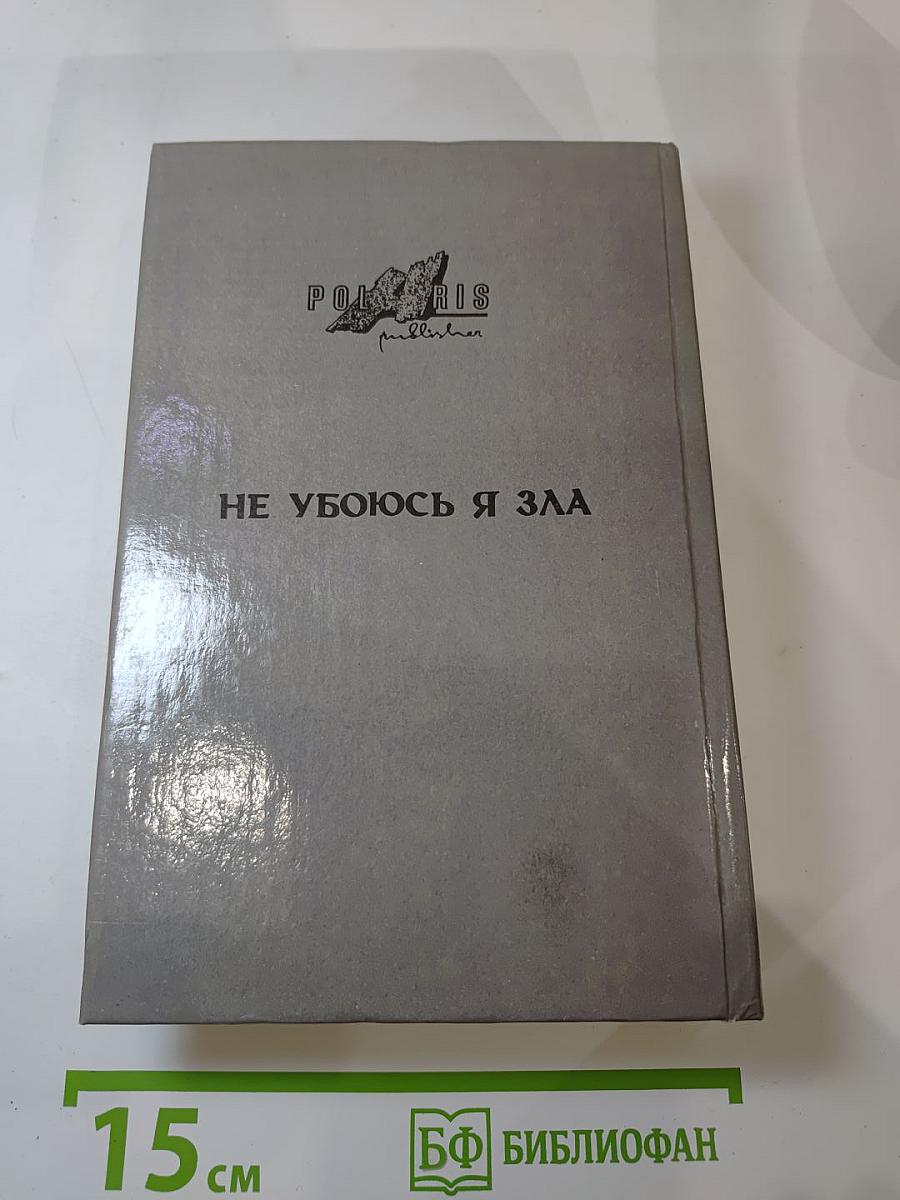 POLARIS
publisher
НЕ УБОЮСЬ Я ЗЛА
15 см
БФ БИБЛИОФАН